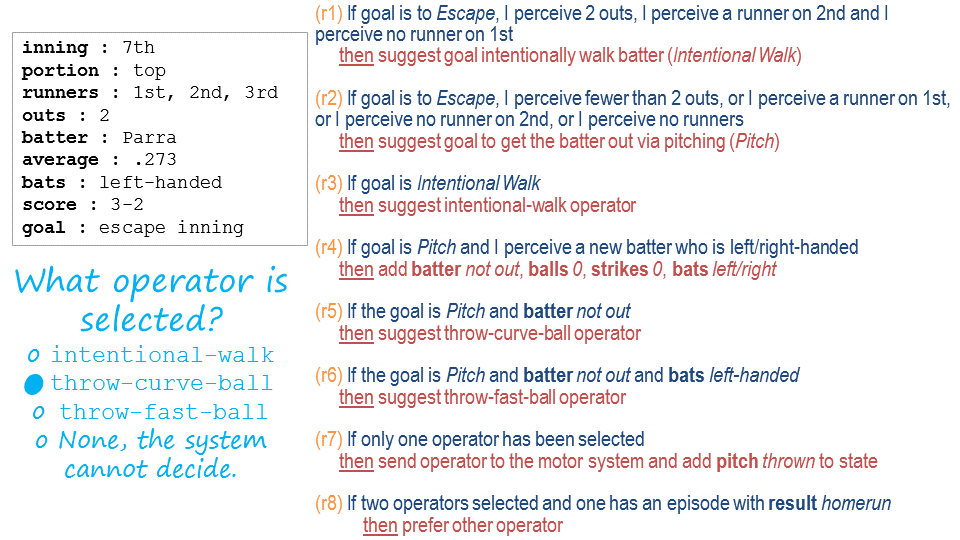 inning : 7th
portion : top
runners : 1st, 2nd, 3rd
outs : 2
batter : Parra
average : .273
bats : left-handed
score : 3-2
goal : escape inning
What operator is
selected?
o intentional-walk
throw-curve-ball
o throw-fast-ball
o None, the system
cannot decide.
(r1) If goal is to Escape, I perceive 2 outs, I perceive a runner on 2nd and I
perceive no runner on 1st
then suggest goal intentionally walk batter (Intentional Walk)
(r2) If goal is to Escape, I perceive fewer than 2 outs, or I perceive a runner on 1st,
or I perceive no runner on 2nd, or I perceive no runners
then suggest goal to get the batter out via pitching (Pitch)
(r3) If goal is Intentional Walk
then suggest intentional-walk operator
(r4) If goal is Pitch and I perceive a new batter who is left/right-handed
then add batter not out, balls 0, strikes 0, bats left/right
(r5) If the goal is Pitch and batter not out
then suggest throw-curve-ball operator
(r6) If the goal is Pitch and batter not out and bats left-handed
then suggest throw-fast-ball operator
(r7) If only one operator has been selected
then send operator to the motor system and add pitch thrown to state
(r8) If two operators selected and one has an episode with result homerun
then prefer other operator